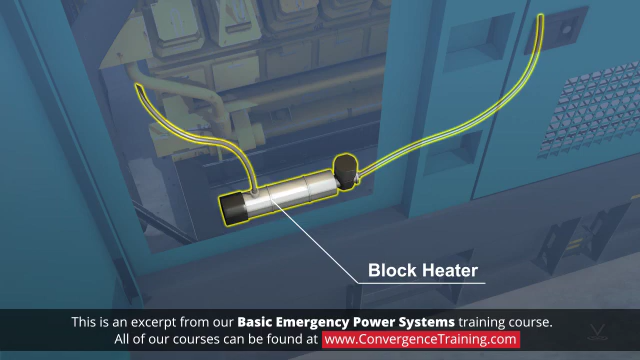 Block Heater
This is an excerpt from our Basic Emergency Power Systems training course.
All of our courses can be found at www.ConvergenceTraining.com